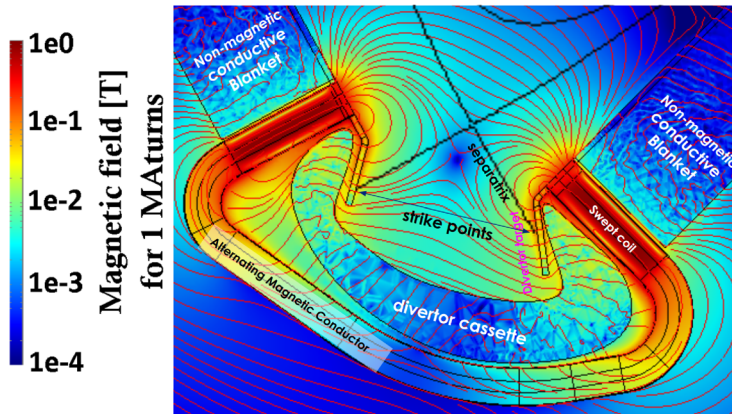 1e0
1e-1
1e-2
1e-3
1e-4
Magnetic field [T]
for 1 MAturns
Non-magnetic
conductive
Blanket
Non-magnetic
conductive
Blanket
separatrix
strike points
Divertor target
Swept coil
Alternaling Magnetic Conductor
divertor cassette